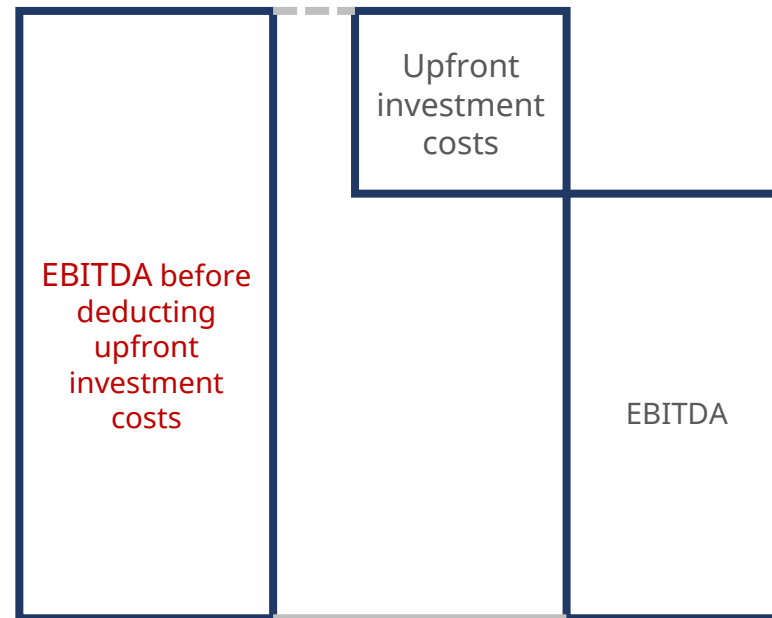 Upfront
investment
costs
EBITDA before
deducting
upfront
investment
costs
EBITDA